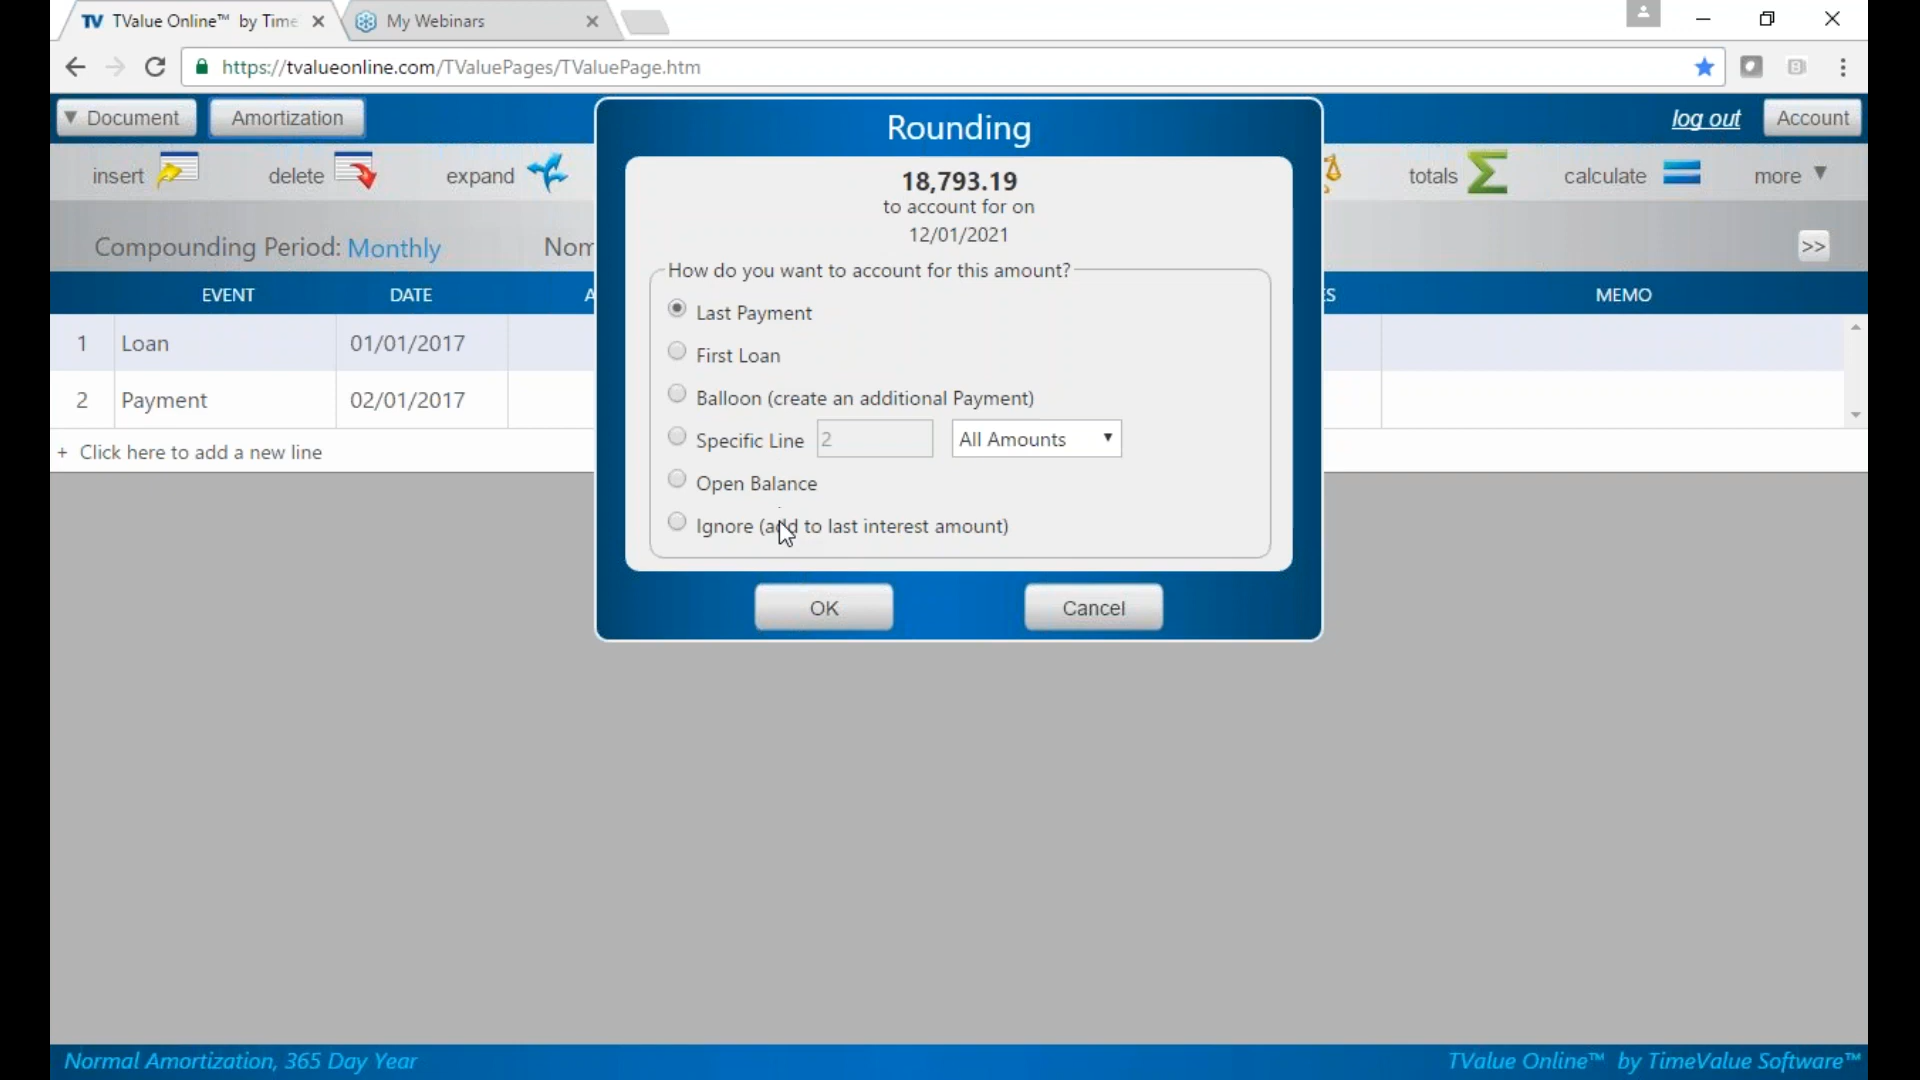 TV TValue Online™ by Time
My Webinars
https://tvalueonline.com/TValuePages/TValuePage.htm
Document
Amortization
Rounding
log out
Account
insert
delete
expand
totals
calculate
more
18,793.19
to account for on
12/01/2021
Compounding Period: Monthly
Nom
>>
How do you want to account for this amount?
EVENT
DATE
A
ES
MEMO
Last Payment
1 Loan 01/01/2017
First Loan
2 Payment 02/01/2017
Balloon (create an additional Payment)
Specific Line 2 All Amounts
+ Click here to add a new line
Open Balance
Ignore (add to last interest amount)
OK
Cancel
Normal Amortization, 365 Day Year
TValue Online™ by TimeValue Software™